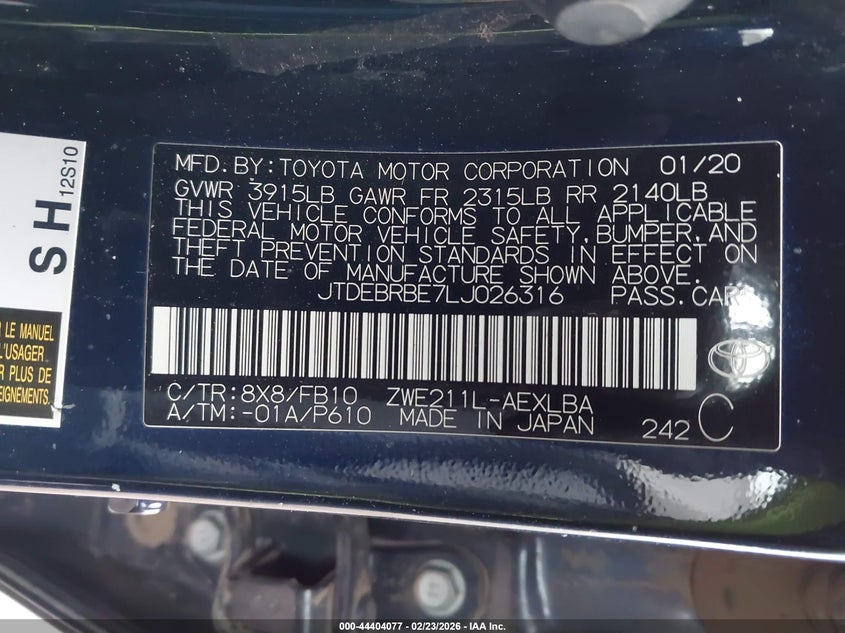 MFD.BY:TOYOTA MOTOR CORPORATION 01/20
GVWR 3915LB GAWR FR 2315LB RR 2140LB
THIS VEHICLE CONFORMS TO ALL APPLICABLE
FEDERAL MOTOR VEHICLE SAFETY,BUMPER,AND
THEFT PREVENTION STANDARDS IN EFFECT ON
THE DATE OF MANUFACTURE SHOWN ABOVE.
JTDEBRBE7LJ026316 PASS.CAR
C/TR:8X8/FB10 ZWE211L-AEXLBA
A/TM:-01A/P610 MADE IN JAPAN 242 C
SH
12S10
LE MANUEL
L'USAGER.
PLUS DE
000-44404077 - 02/23/2026 - IAA Inc.